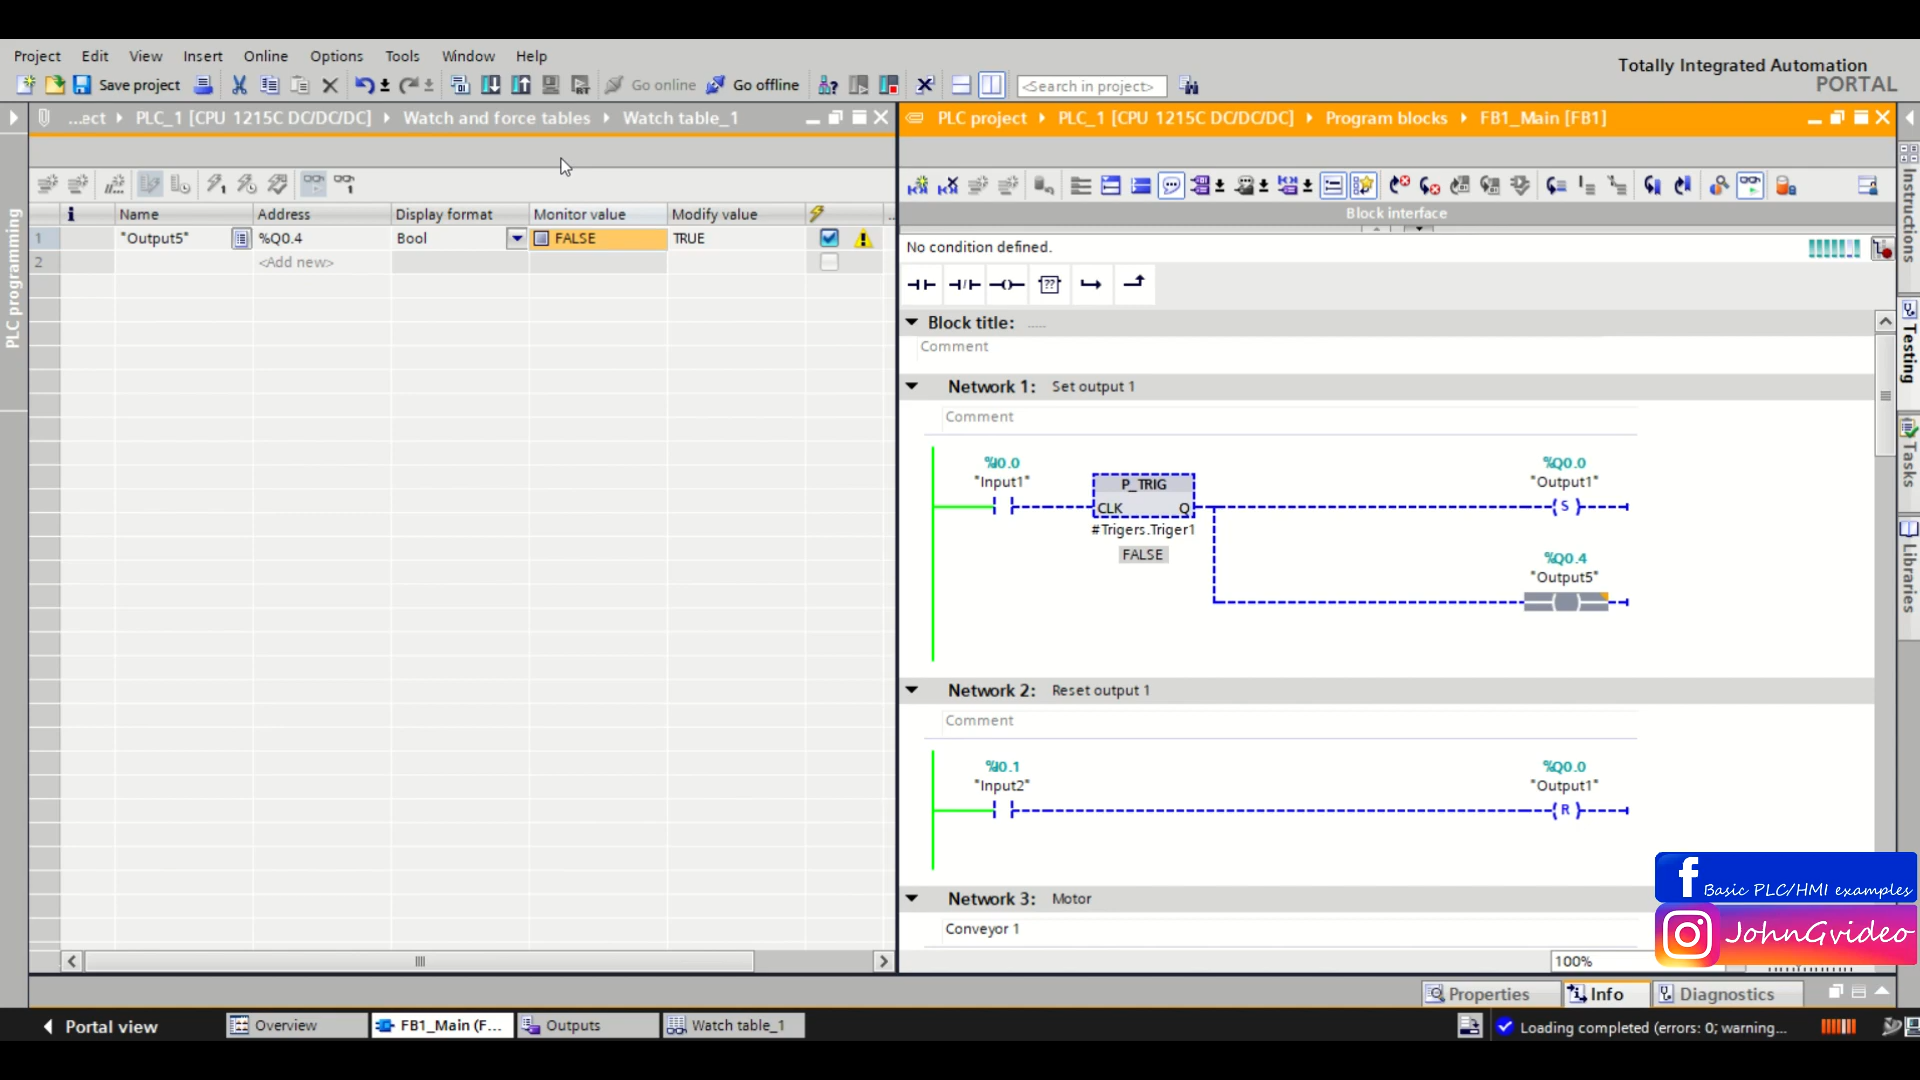 Project Edit View Insert Online Options Tools Window Help
Totally Integrated Automation
PORTAL
Save project Go online Go offline <Search in project>
...ect PLC_1 [CPU 1215C DC/DC/DC] Watch and force tables Watch table_1
PLC project PLC_1 [CPU 1215C DC/DC/DC] Program blocks FB1_Main [FB1]
PLC programming
i Name Address Display format Monitor value Modify value ...
1 "Output5" %Q0.4 Bool FALSE TRUE
2 <Add new>
Block interface
No condition defined.
??
Block title: .....
Comment
Network 1: Set output 1
Comment
%I0.0
"Input1"
P_TRIG
CLK Q
#Trigers.Triger1
FALSE
%Q0.0
"Output1"
S
%Q0.4
"Output5"
Network 2: Reset output 1
Comment
%I0.1
"Input2"
%Q0.0
"Output1"
R
Network 3: Motor
Conveyor 1
100%
Instructions
Testing
Tasks
Libraries
f Basic PLC/HMI examples
JohnGvideo
Properties Info Diagnostics
Portal view Overview FB1_Main (F... Outputs Watch table_1 Loading completed (errors: 0; warning...